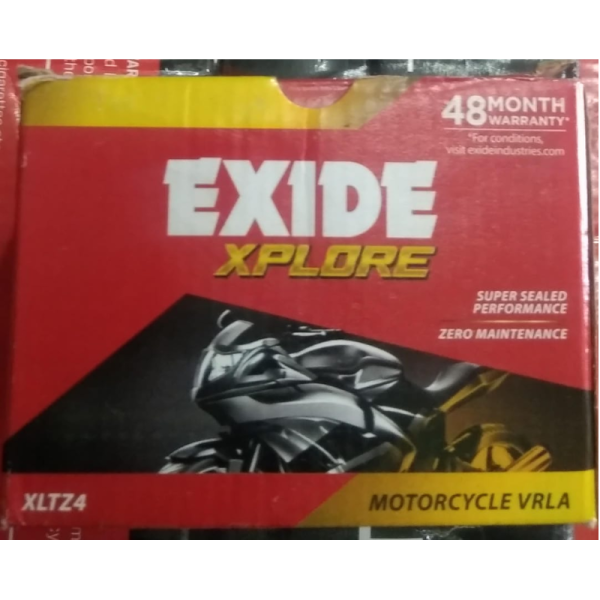 48 MONTH
WARRANTY*
*For conditions,
visit exideindustries.com
EXIDE
XPLORE
SUPER SEALED
PERFORMANCE
ZERO MAINTENANCE
XLTZ4
MOTORCYCLE VRLA